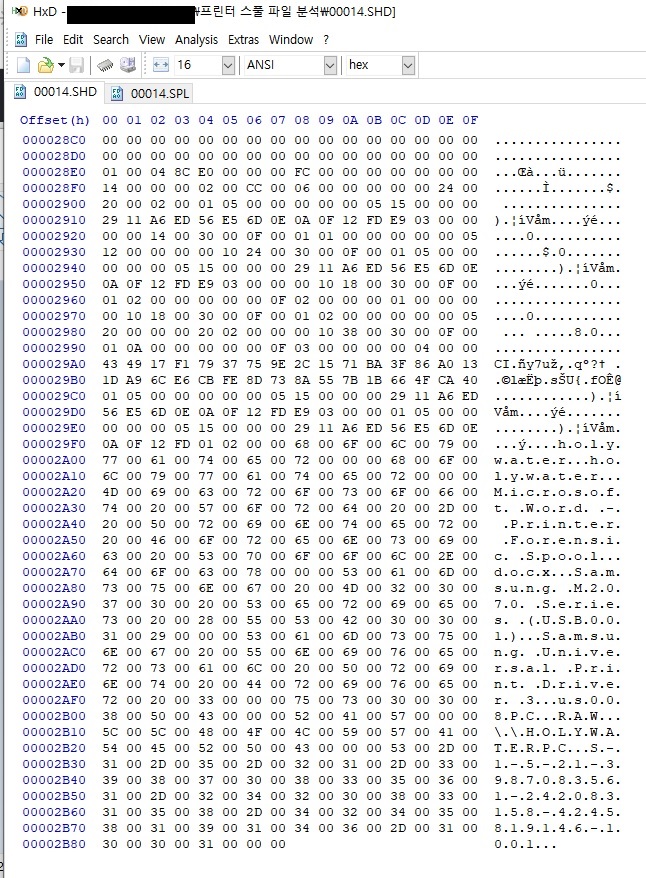 HxD - ₩프린터 스풀 파일 분석₩00014.SHD]
File Edit Search View Analysis Extras Window ?
16 ANSI hex
00014.SHD 00014.SPL
Offset(h) 00 01 02 03 04 05 06 07 08 09 0A 0B 0C 0D 0E 0F
000028C0 00 00 00 00 00 00 00 00 00 00 00 00 00 00 00 00 ................
000028D0 00 00 00 00 00 00 00 00 00 00 00 00 00 00 00 00 ................
000028E0 01 00 04 8C E0 00 00 00 FC 00 00 00 00 00 00 00 ...Œà...ü.......
000028F0 14 00 00 00 02 00 CC 00 06 00 00 00 00 00 24 00 ......Ì.......$.
00002900 20 00 02 00 01 05 00 00 00 00 00 05 15 00 00 00  ...............
00002910 29 11 A6 ED 56 E5 6D 0E 0A 0F 12 FD E9 03 00 00 ).¦íVåm....ýé...
00002920 00 00 14 00 30 00 0F 00 01 01 00 00 00 00 00 05 ....0...........
00002930 12 00 00 00 00 10 24 00 30 00 0F 00 01 05 00 00 ......$.0.......
00002940 00 00 00 05 15 00 00 00 29 11 A6 ED 56 E5 6D 0E ........).¦íVåm.
00002950 0A 0F 12 FD E9 03 00 00 00 10 18 00 30 00 0F 00 ...ýé.......0...
00002960 01 02 00 00 00 00 00 0F 02 00 00 00 01 00 00 00 ................
00002970 00 10 18 00 30 00 0F 00 01 02 00 00 00 00 00 05 ....0...........
00002980 20 00 00 00 20 02 00 00 00 10 38 00 30 00 0F 00  ... .....8.0...
00002990 01 0A 00 00 00 00 00 0F 03 00 00 00 00 04 00 00 ................
000029A0 43 49 17 F1 79 37 75 9E 2C 15 71 BA 3F 86 A0 13 CI.ñy7už,.qº?† .
000029B0 1D A9 6C E6 CB FE 8D 73 8A 55 7B 1B 66 4F CA 40 .©læËþ.sŠU{.fOÊ@
000029C0 01 05 00 00 00 00 00 05 15 00 00 00 29 11 A6 ED ............).¦í
000029D0 56 E5 6D 0E 0A 0F 12 FD E9 03 00 00 01 05 00 00 Våm....ýé.......
000029E0 00 00 00 05 15 00 00 00 29 11 A6 ED 56 E5 6D 0E ........).¦íVåm.
000029F0 0A 0F 12 FD 01 02 00 00 68 00 6F 00 6C 00 79 00 ...ý....h.o.l.y.
00002A00 77 00 61 00 74 00 65 00 72 00 00 00 68 00 6F 00 w.a.t.e.r...h.o.
00002A10 6C 00 79 00 77 00 61 00 74 00 65 00 72 00 00 00 l.y.w.a.t.e.r...
00002A20 4D 00 69 00 63 00 72 00 6F 00 73 00 6F 00 66 00 M.i.c.r.o.s.o.f.
00002A30 74 00 20 00 57 00 6F 00 72 00 64 00 20 00 2D 00 t. .W.o.r.d. .-.
00002A40 20 00 50 00 72 00 69 00 6E 00 74 00 65 00 72 00  .P.r.i.n.t.e.r.
00002A50 20 00 46 00 6F 00 72 00 65 00 6E 00 73 00 69 00  .F.o.r.e.n.s.i.
00002A60 63 00 20 00 53 00 70 00 6F 00 6F 00 6C 00 2E 00 c. .S.p.o.o.l...
00002A70 64 00 6F 00 63 00 78 00 00 00 53 00 61 00 6D 00 d.o.c.x...S.a.m.
00002A80 73 00 75 00 6E 00 67 00 20 00 4D 00 32 00 30 00 s.u.n.g. .M.2.0.
00002A90 37 00 30 00 20 00 53 00 65 00 72 00 69 00 65 00 7.0. .S.e.r.i.e.
00002AA0 73 00 20 00 28 00 55 00 53 00 42 00 30 00 30 00 s. .(.U.S.B.0.0.
00002AB0 31 00 29 00 00 00 53 00 61 00 6D 00 73 00 75 00 1.)...S.a.m.s.u.
00002AC0 6E 00 67 00 20 00 55 00 6E 00 69 00 76 00 65 00 n.g. .U.n.i.v.e.
00002AD0 72 00 73 00 61 00 6C 00 20 00 50 00 72 00 69 00 r.s.a.l. .P.r.i.
00002AE0 6E 00 74 00 20 00 44 00 72 00 69 00 76 00 65 00 n.t. .D.r.i.v.e.
00002AF0 72 00 20 00 33 00 00 00 75 00 73 00 30 00 30 00 r. .3...u.s.0.0.
00002B00 38 00 50 00 43 00 00 00 52 00 41 00 57 00 00 00 8.P.C...R.A.W...
00002B10 5C 00 5C 00 48 00 4F 00 4C 00 59 00 57 00 41 00 \.\.H.O.L.Y.W.A.
00002B20 54 00 45 00 52 00 50 00 43 00 00 00 53 00 2D 00 T.E.R.P.C...S.-.
00002B30 31 00 2D 00 35 00 2D 00 32 00 31 00 2D 00 33 00 1.-.5.-.2.1.-.3.
00002B40 39 00 38 00 37 00 30 00 38 00 33 00 35 00 36 00 9.8.7.0.8.3.5.6.
00002B50 31 00 2D 00 32 00 34 00 32 00 30 00 38 00 33 00 1.-.2.4.2.0.8.3.
00002B60 31 00 35 00 38 00 2D 00 34 00 32 00 34 00 35 00 1.5.8.-.4.2.4.5.
00002B70 38 00 31 00 39 00 31 00 34 00 36 00 2D 00 31 00 8.1.9.1.4.6.-.1.
00002B80 30 00 30 00 31 00 00 00 0.0.1...